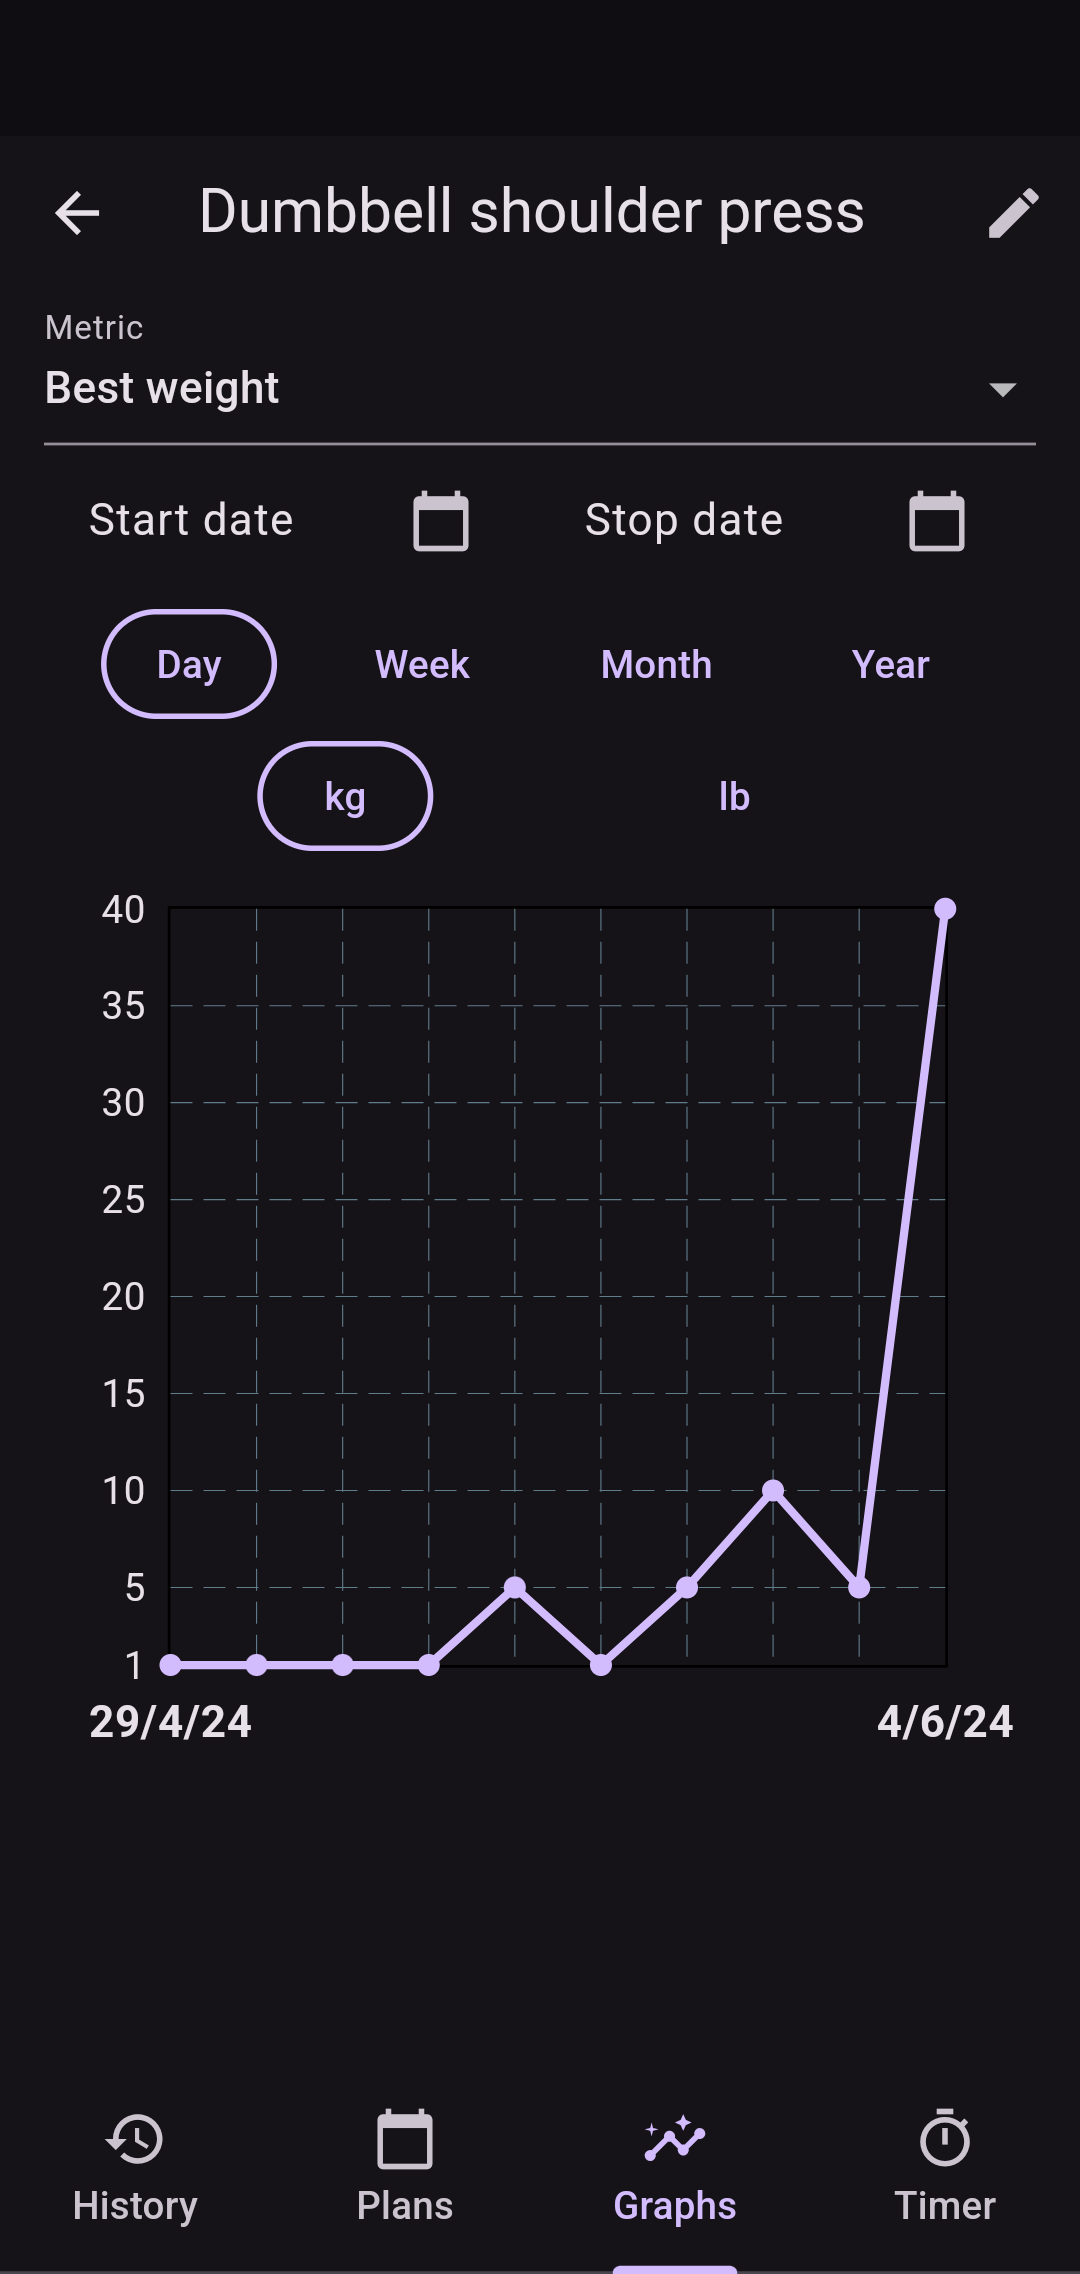 Dumbbell shoulder press
Metric
Best weight
Start date
Stop date
Day
Week
Month
Year
kg
lb
40
35
30
25
20
15
10
5
1
29/4/24
4/6/24
History
Plans
Graphs
Timer